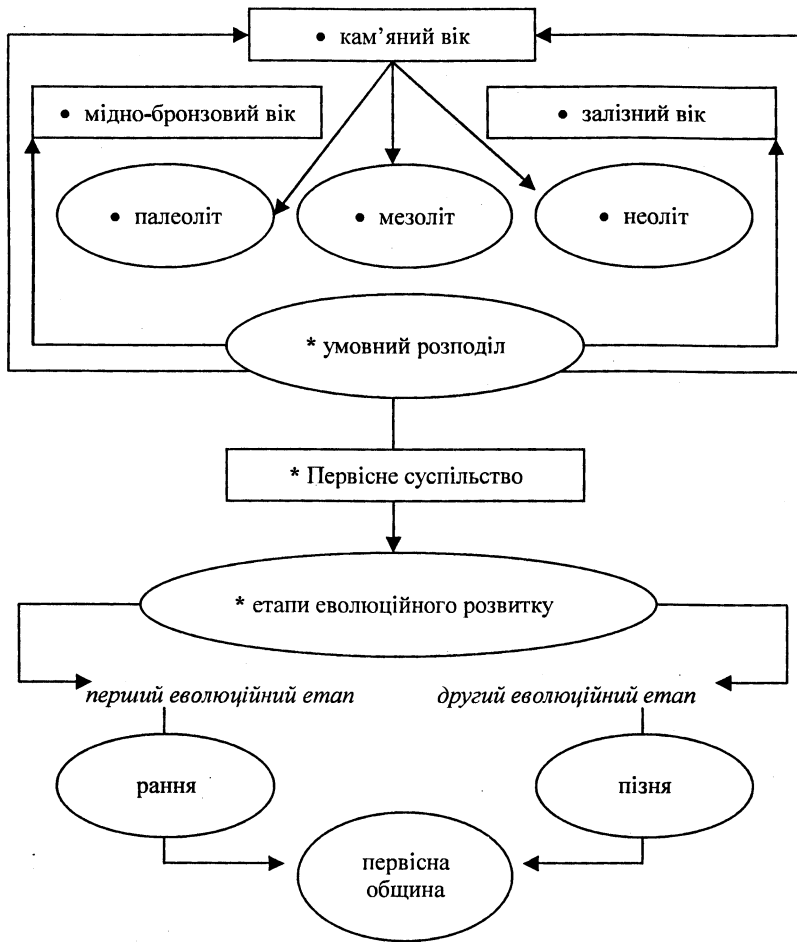 • кам’яний вік
• мідно-бронзовий вік
• залізний вік
• палеоліт
• мезоліт
• неоліт
* умовний розподіл
* Первісне суспільство
* етапи еволюційного розвитку
перший еволюційний етап
другий еволюційний етап
рання
пізня
первісна
община